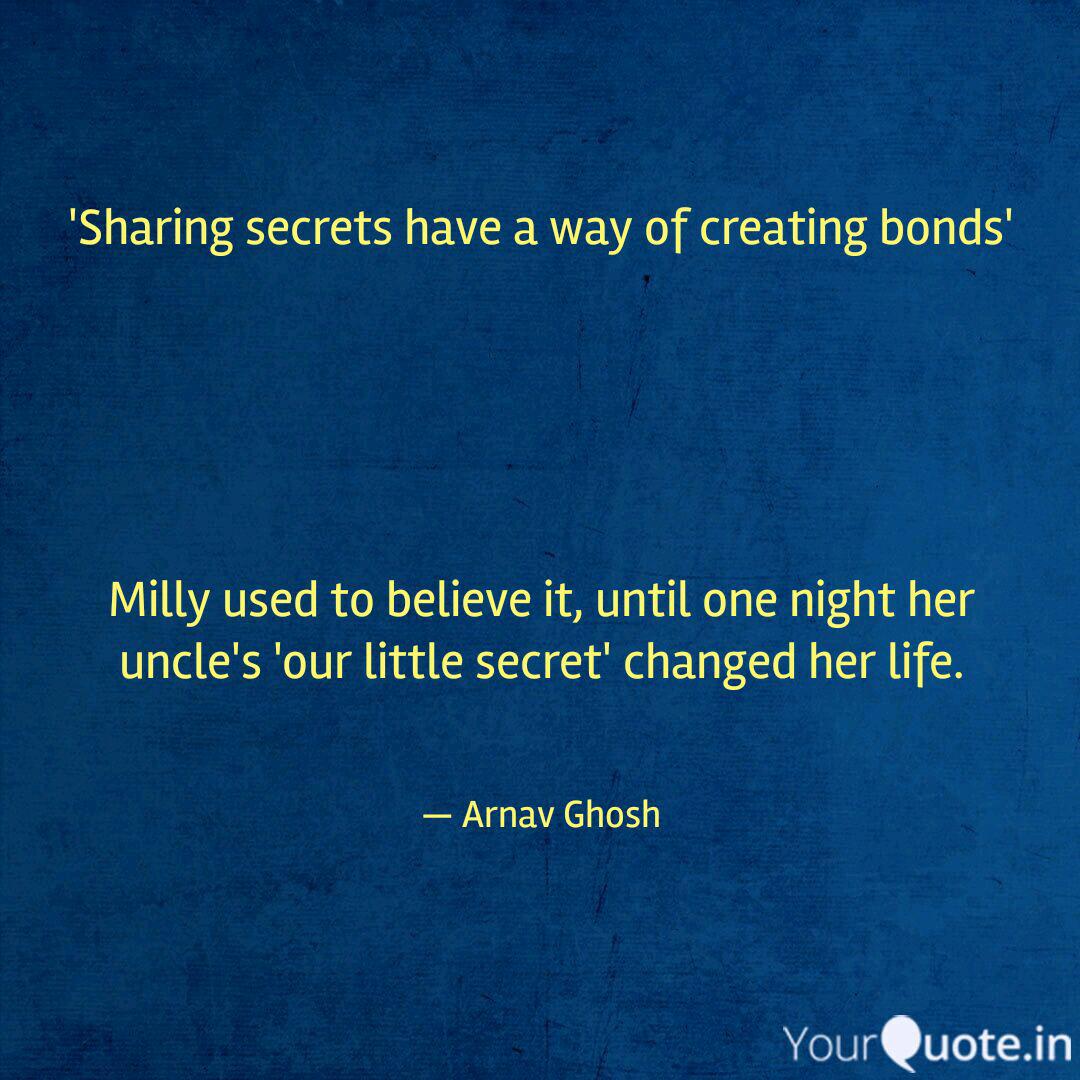 'Sharing secrets have a way of creating bonds'
Milly used to believe it, until one night her
uncle's 'our little secret' changed her life.
— Arnav Ghosh
YourQuote.in